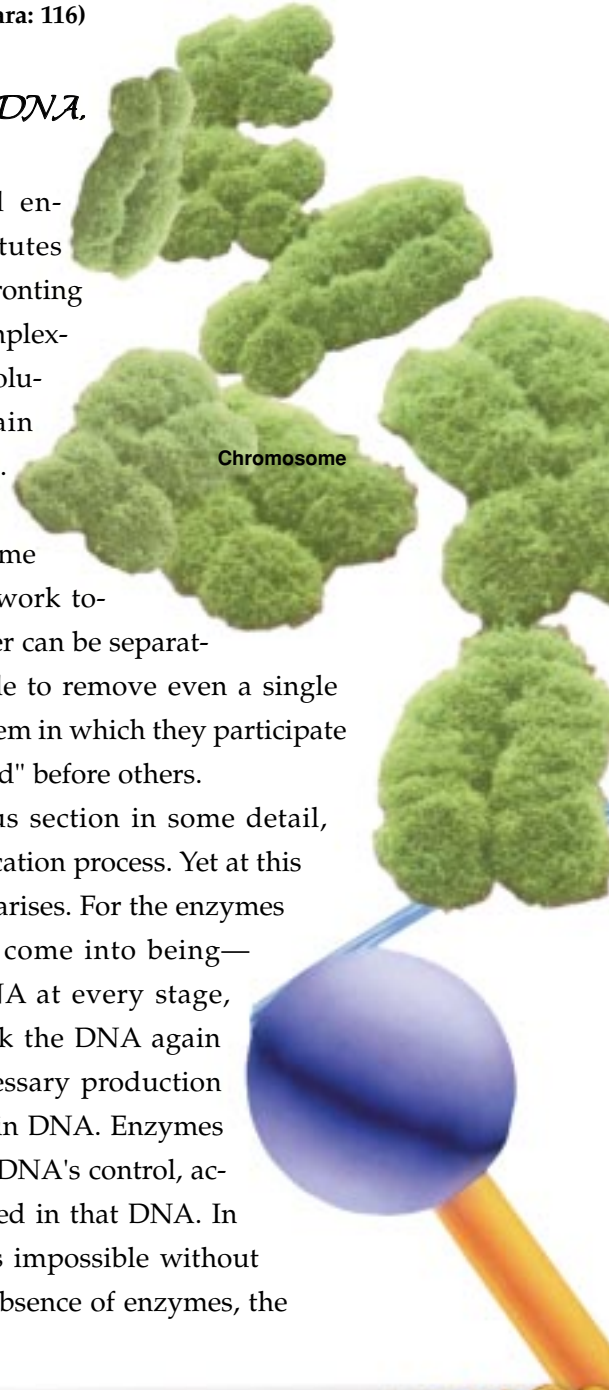 ra: 116)
DNA,
l en-
tutes
ronting
nplex-
olu-
ain
.
Chromosome
me
work to-
er can be separat-
le to remove even a single
em in which they participate
d" before others.
us section in some detail,
cation process. Yet at this
arises. For the enzymes
come into being—
NA at every stage,
k the DNA again
essary production
in DNA. Enzymes
DNA's control, ac-
ed in that DNA. In
s impossible without
bsence of enzymes, the